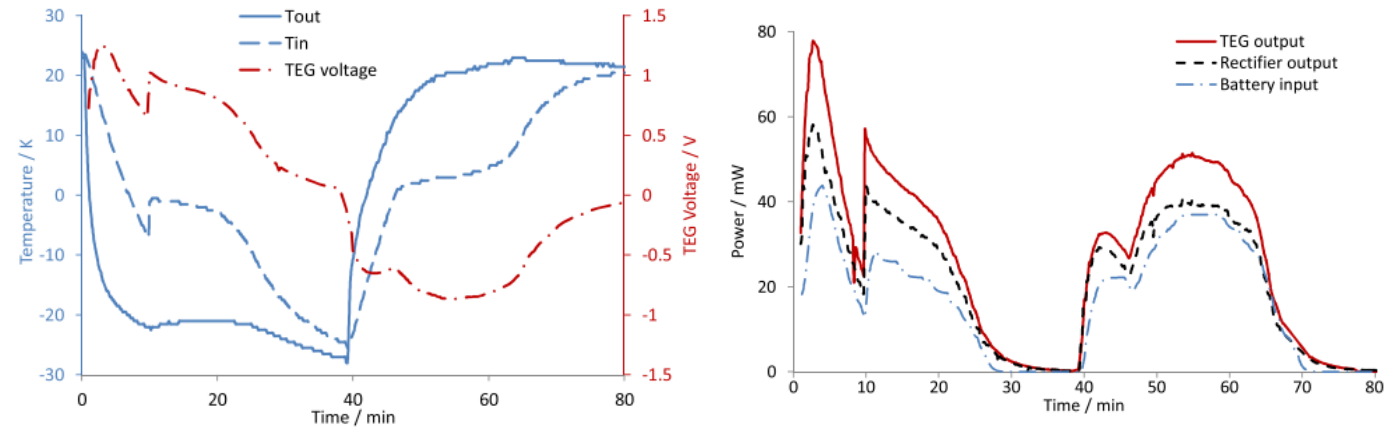 30
20
10
0
-10
-20
-30
Temperature / K
Tout
Tin
TEG voltage
1.5
1
0.5
0
-0.5
-1
-1.5
TEG Voltage / V
0 20 40 60 80
Time / min
80
60
40
20
0
Power / mW
TEG output
Rectifier output
Battery input
0 10 20 30 40 50 60 70 80
Time / min